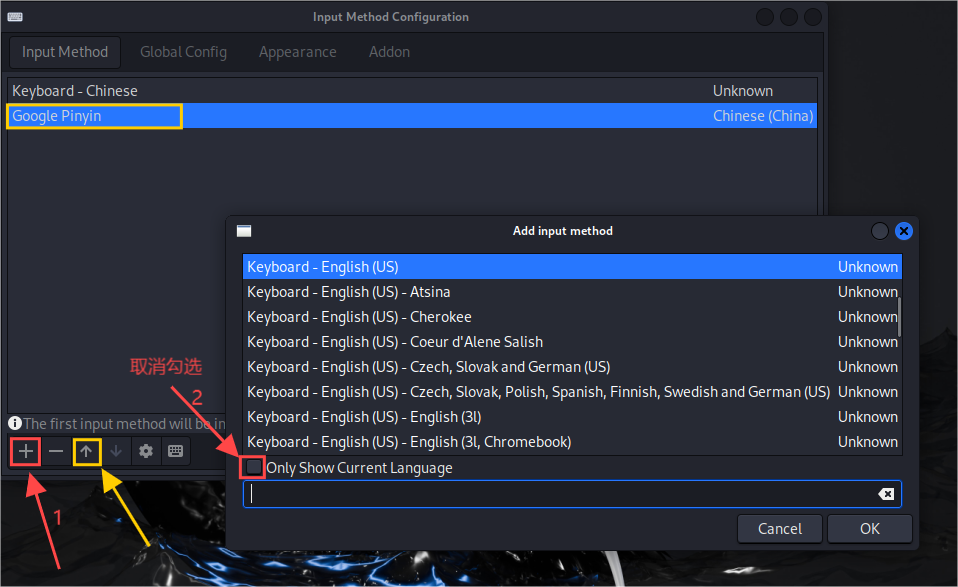 Input Method Configuration
Input Method Global Config Appearance Addon
Keyboard - Chinese Unknown
Google Pinyin Chinese (China)
Add input method
Keyboard - English (US) Unknown
Keyboard - English (US) - Atsina Unknown
Keyboard - English (US) - Cherokee Unknown
Keyboard - English (US) - Coeur d'Alene Salish Unknown
Keyboard - English (US) - Czech, Slovak and German (US) Unknown
Keyboard - English (US) - Czech, Slovak, Polish, Spanish, Finnish, Swedish and German (US) Unknown
Keyboard - English (US) - English (3l) Unknown
Keyboard - English (US) - English (3l, Chromebook) Unknown
取消勾选
2
The first input method will be in
Only Show Current Language
1
Cancel OK